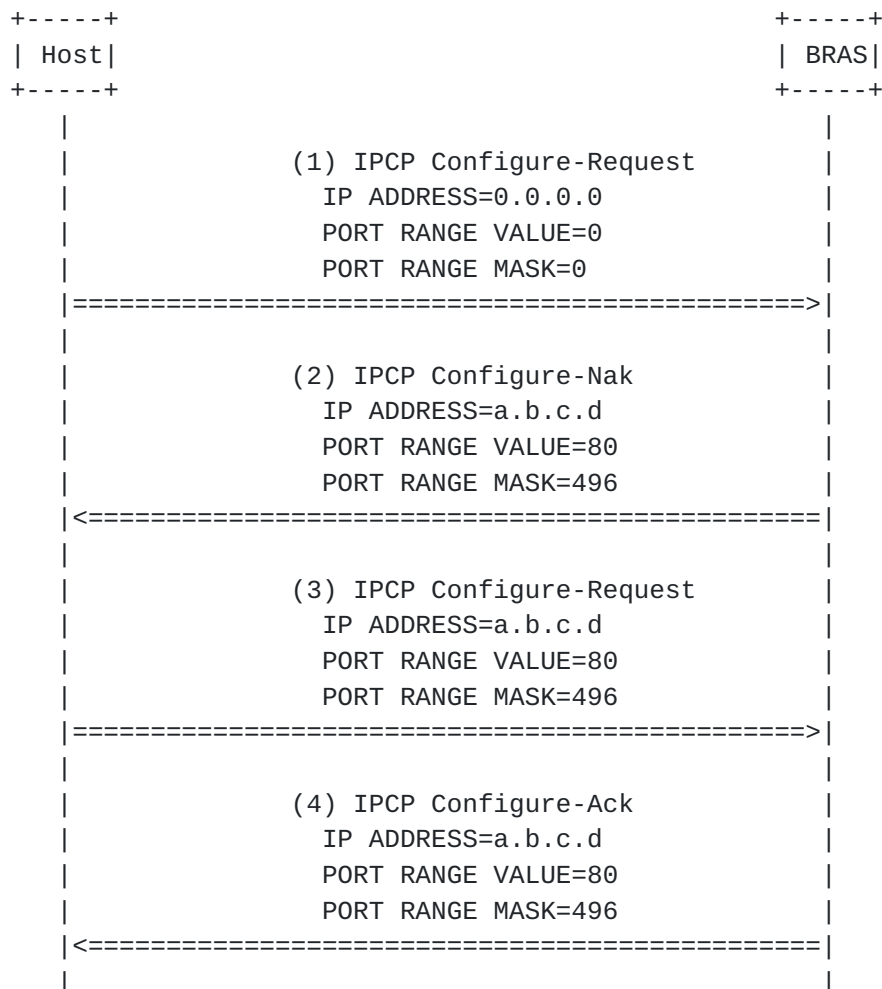 +-----+                                          +-----+
| Host|                                          | BRAS|
+-----+                                          +-----+
   |                                                |
   |              (1) IPCP Configure-Request        |
   |                IP ADDRESS=0.0.0.0              |
   |                PORT RANGE VALUE=0              |
   |                PORT RANGE MASK=0               |
   |===============================================>|
   |                                                |
   |              (2) IPCP Configure-Nak            |
   |                IP ADDRESS=a.b.c.d              |
   |                PORT RANGE VALUE=80             |
   |                PORT RANGE MASK=496             |
   |<===============================================|
   |                                                |
   |              (3) IPCP Configure-Request        |
   |                IP ADDRESS=a.b.c.d              |
   |                PORT RANGE VALUE=80             |
   |                PORT RANGE MASK=496             |
   |===============================================>|
   |                                                |
   |              (4) IPCP Configure-Ack            |
   |                IP ADDRESS=a.b.c.d              |
   |                PORT RANGE VALUE=80             |
   |                PORT RANGE MASK=496             |
   |<===============================================|
   |                                                |